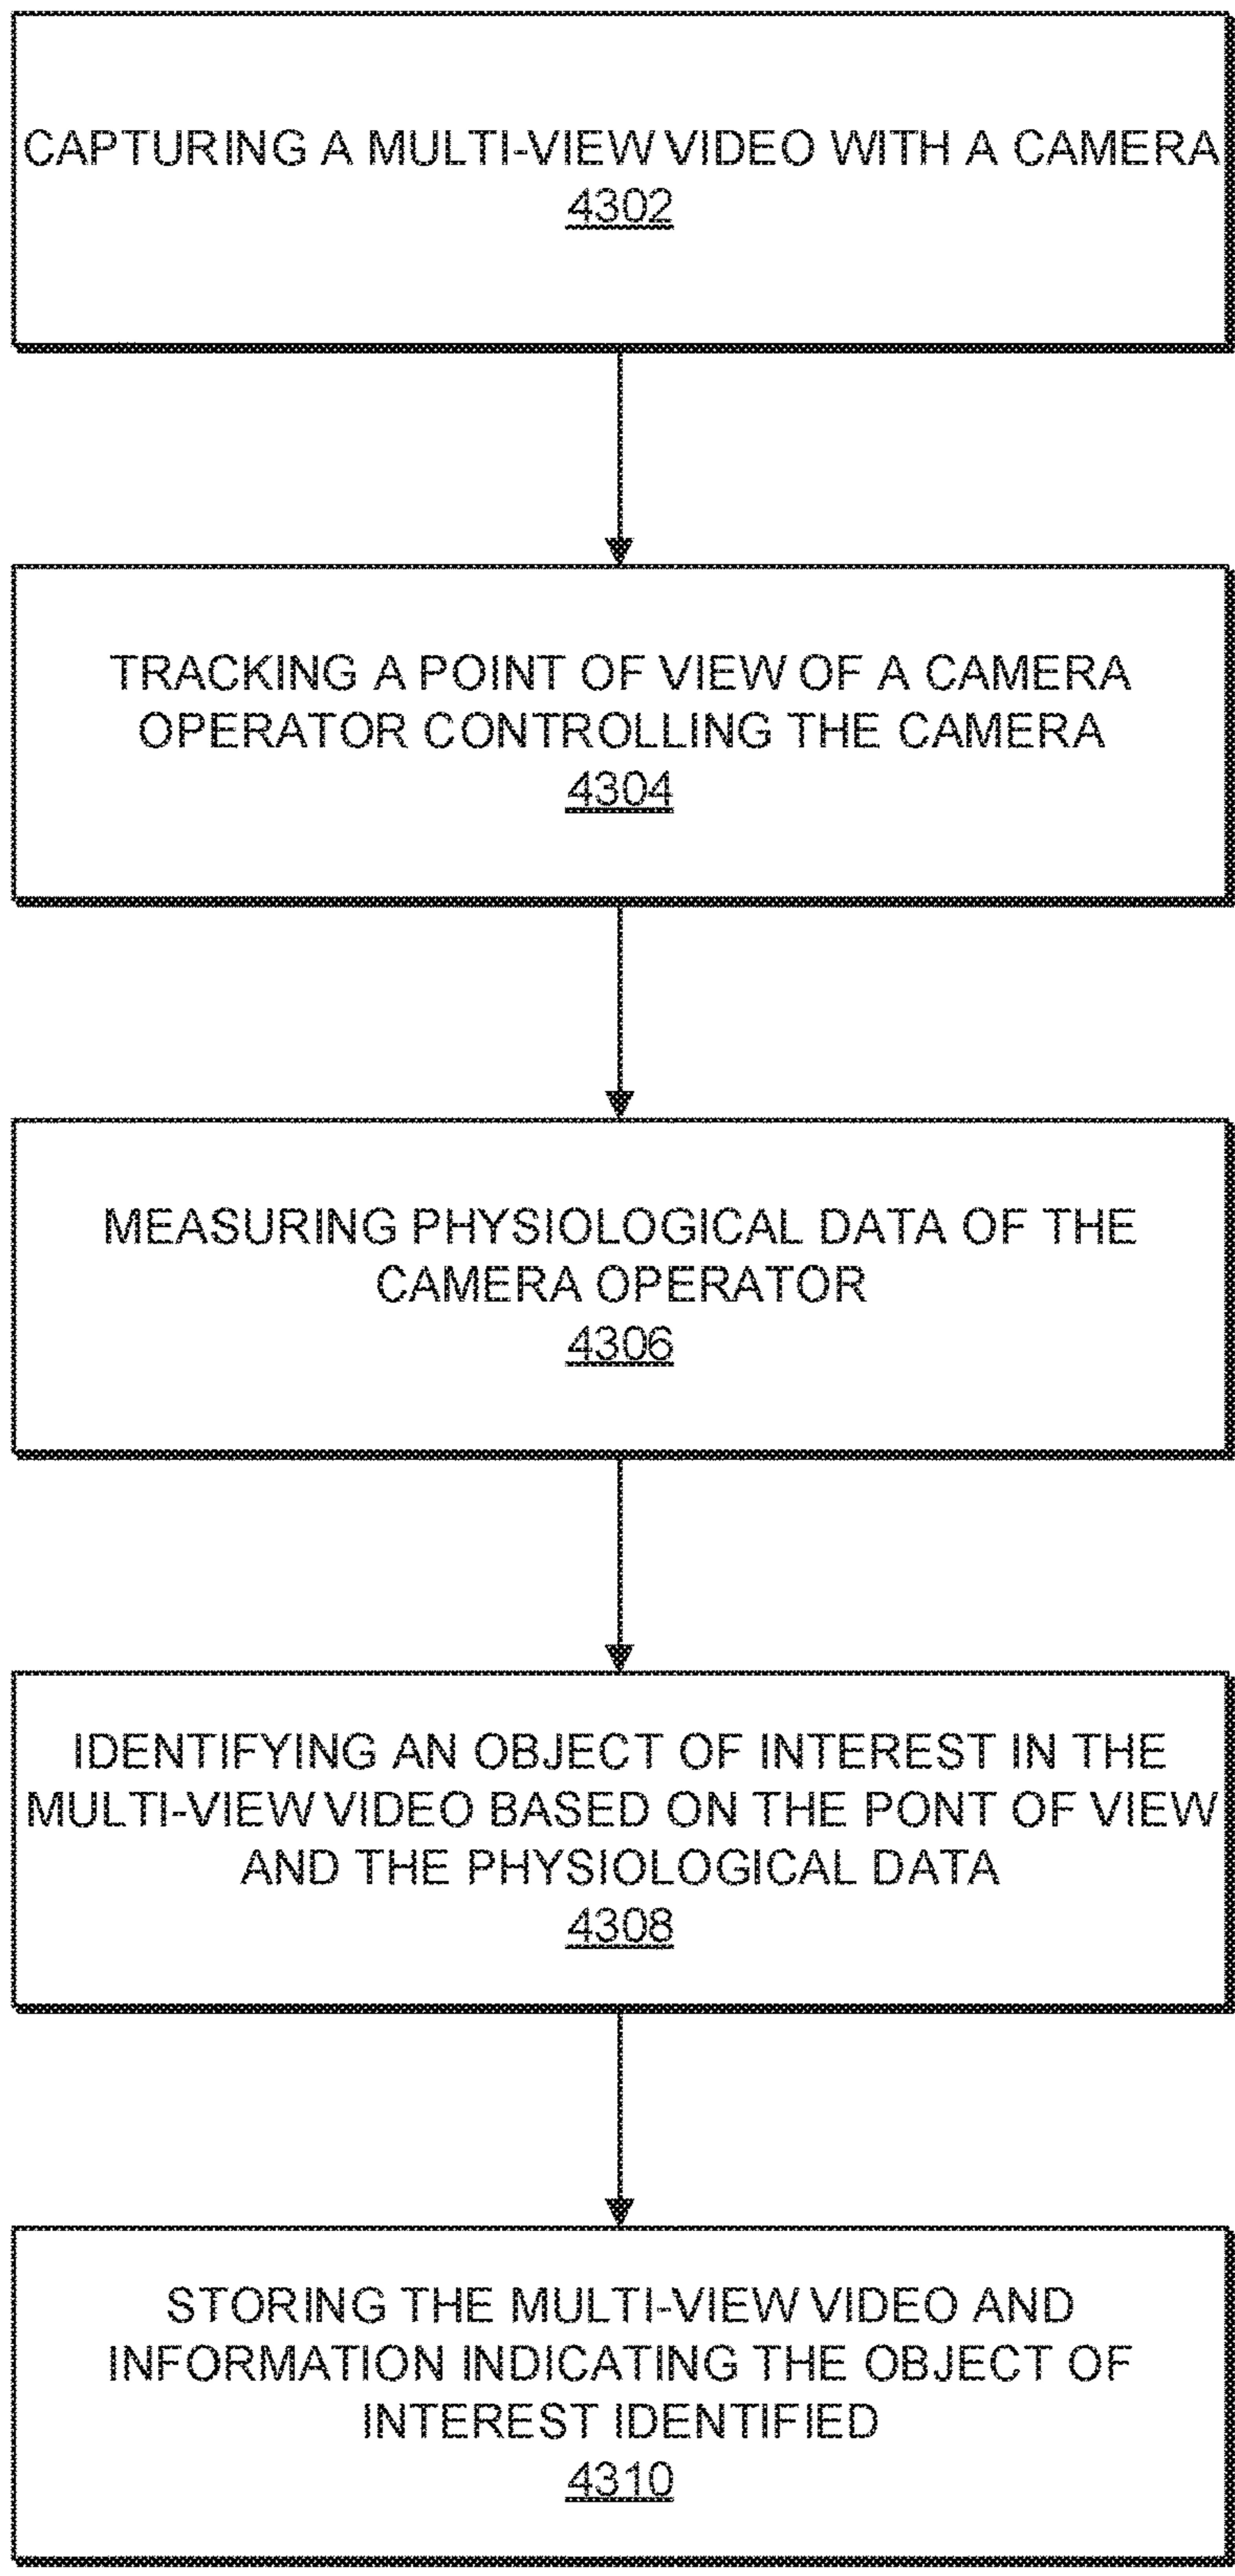 CAPTURING A MULTI-VIEW VIDEO WITH A CAMERA
4302
TRACKING A POINT OF VIEW OF A CAMERA
OPERATOR CONTROLLING THE CAMERA
4304
MEASURING PHYSIOLOGICAL DATA OF THE
CAMERA OPERATOR
4306
IDENTIFYING AN OBJECT OF INTEREST IN THE
MULTI-VIEW VIDEO BASED ON THE PONT OF VIEW
AND THE PHYSIOLOGICAL DATA
4308
STORING THE MULTI-VIEW VIDEO AND
INFORMATION INDICATING THE OBJECT OF
INTEREST IDENTIFIED
4310